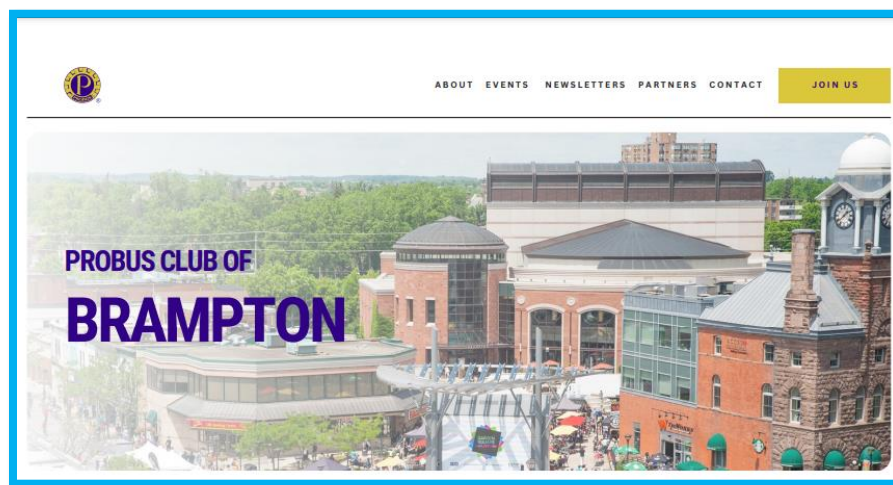 P
ABOUT EVENTS NEWSLETTERS PARTNERS CONTACT JOIN US
PROBUS CLUB OF
BRAMPTON